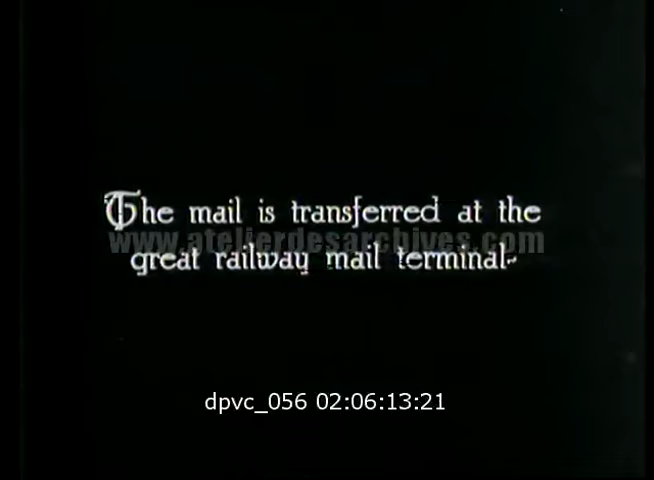 The mail is transferred at the
www.atelierdesarchives.com
great railway mail terminal-
dpvc_056 02:06:13:21